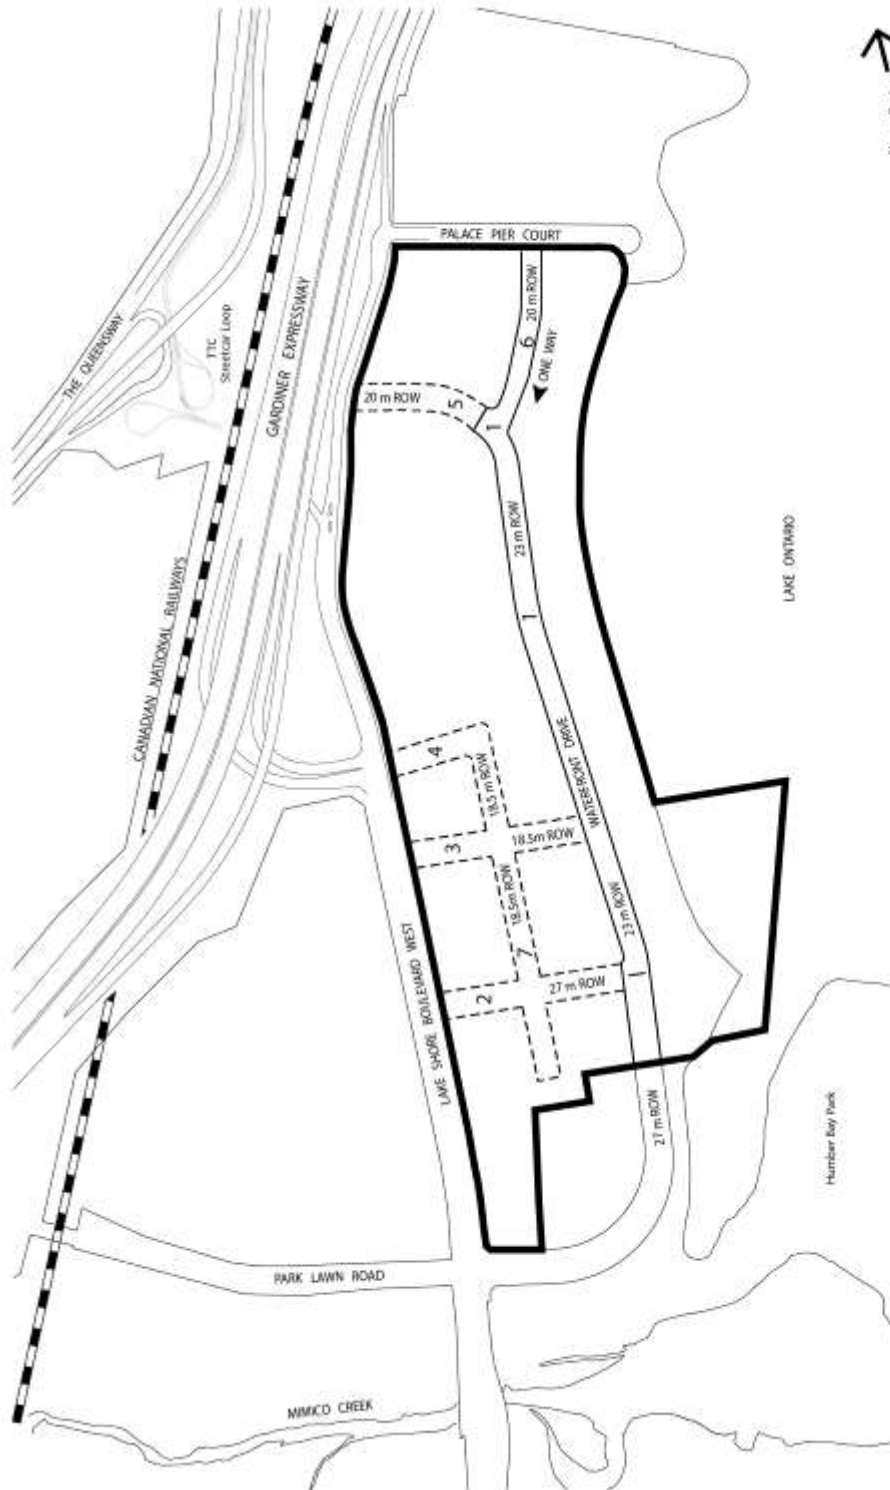 PALACE PIER COURT
THE QUEENSWAY
TTC
Streetcar Loop
GARDINER EXPRESSWAY
20 m ROW
6
ONE WAY
20 m ROW
5
1
23 m ROW
1
LAKE ONTARIO
CANADIAN NATIONAL RAILWAYS
4
18.5 m ROW
WATERFRONT DRIVE
3
18.5m ROW
18.5m ROW
23 m ROW
7
LAKE SHORE BOULEVARD WEST
2
27 m ROW
1
27 m ROW
Humber Bay Park
PARK LAWN ROAD
MIMICO CREEK